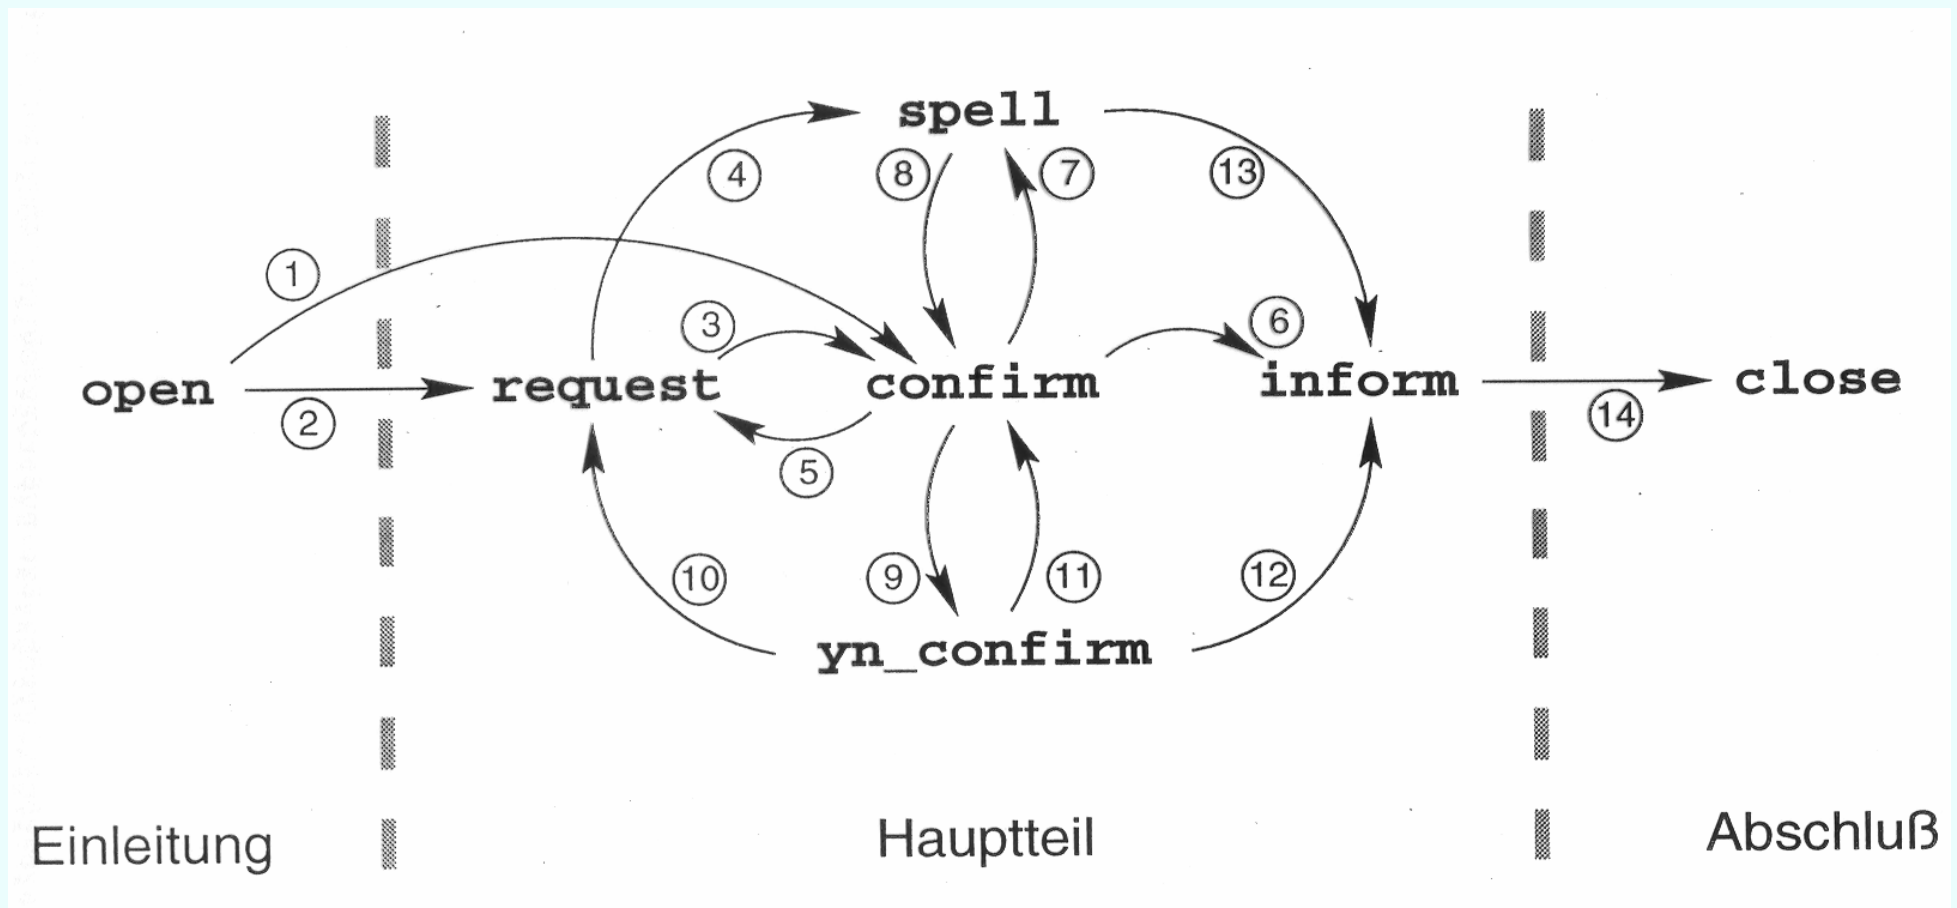 spell
4
8
7
13
1
3
6
open
request
confirm
inform
close
2
5
14
10
9
11
12
yn_confirm
Einleitung
Hauptteil
Abschluß